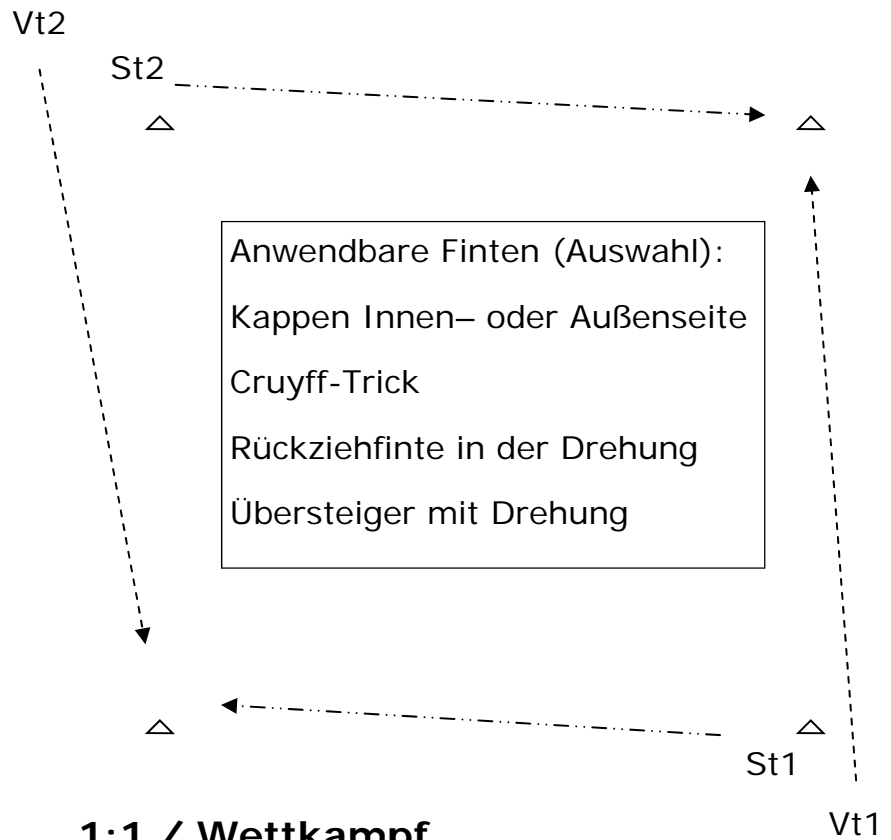 Vt2
St2
Anwendbare Finten (Auswahl):
Kappen Innen– oder Außenseite
Cruyff-Trick
Rückziehfinte in der Drehung
Übersteiger mit Drehung
St1
Vt1
1:1 / Wettkampf